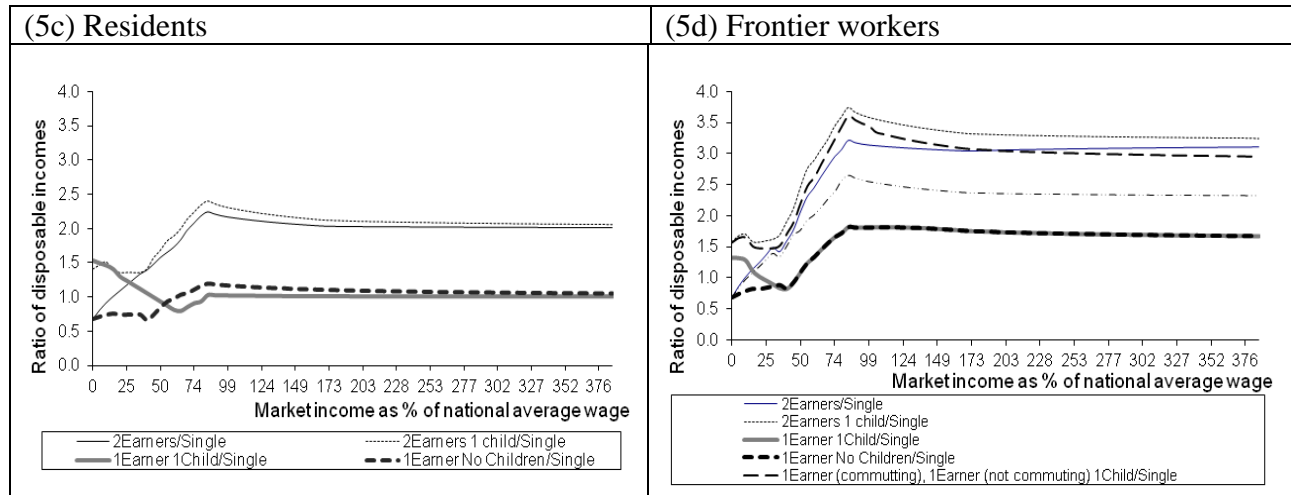 (5c) Residents
(5d) Frontier workers
Ratio of disposable incomes
4.0
3.5
3.0
2.5
2.0
1.5
1.0
0.5
0.0
0 25 50 74 99 124 149 173 203 228 253 277 302 327 352 376
Market income as % of national average wage
2Earners/Single
2Earners 1 child/Single
1Earner 1Child/Single
1Earner No Children/Single
Ratio of disposable incomes
4.0
3.5
3.0
2.5
2.0
1.5
1.0
0.5
0.0
0 25 50 74 99 124 149 173 203 228 253 277 302 327 352 376
Market income as % of national average wage
2Earners/Single
2Earners 1 child/Single
1Earner 1Child/Single
1Earner No Children/Single
1Earner (commutting), 1Earner (not commuting) 1Child/Single